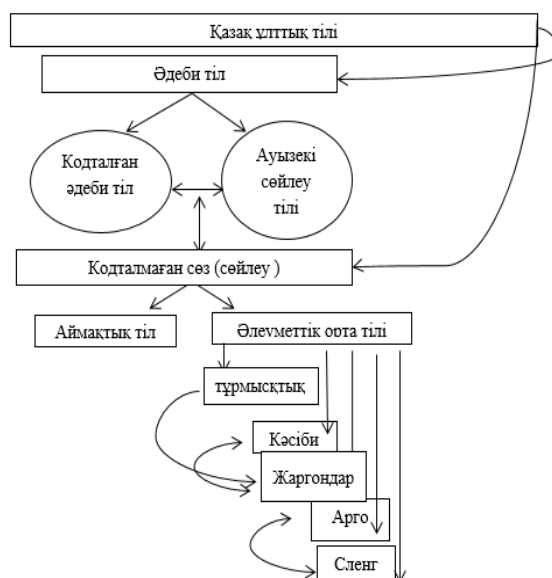 Қазақ ұлттық тілі
Әдеби тіл
Кодталған
әдеби тіл
Ауызекі
сөйлеу
тілі
Кодталмаған сөз (сөйлеу )
Аймақтық тіл
Әлеуметтік орта тілі
тұрмыстық
Кәсіби
Жаргондар
Арго
Сленг